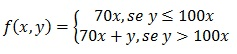 f(x, y) = { 70x, se y ≤ 100x
70x + y, se y > 100x